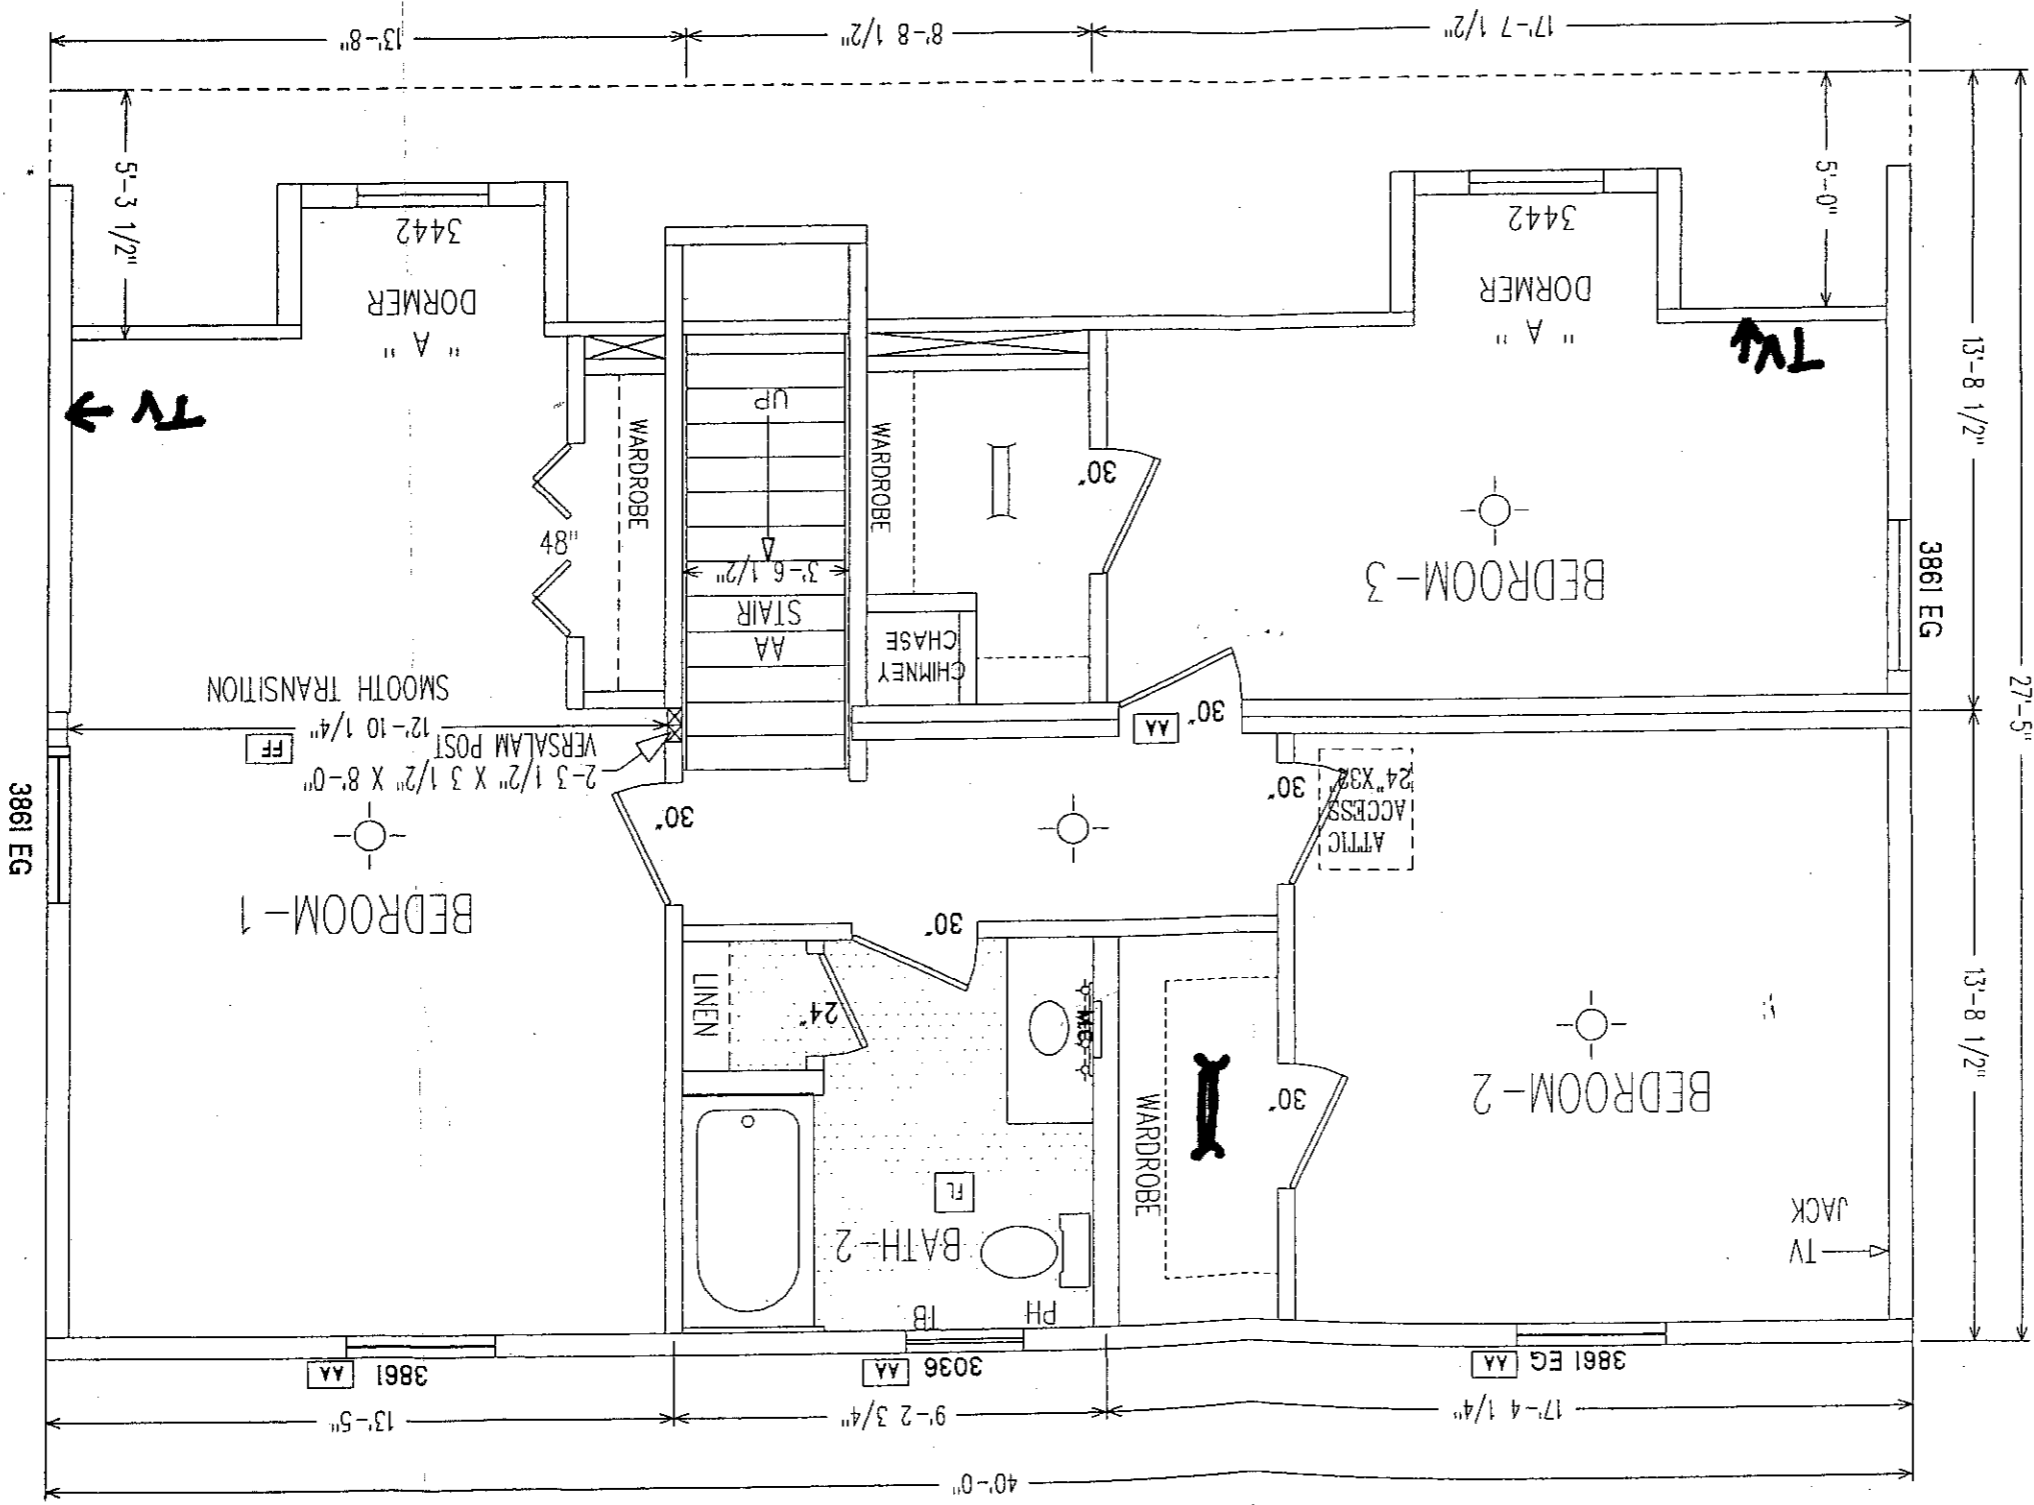 40'-0"
17'-4 1/4"
9'-2 3/4"
13'-5"
3861 EG AA
3036 AA
3861 AA
TV
JACK
PH
TB
BATH-2
FL
WARDROBE
BEDROOM-2
30"
LINEN
24"
BEDROOM-1
30"
30"
30"
ATTIC
ACCESS
24"X32"
3861 EG
2-3 1/2" X 3 1/2" X 8'-0"
VERSALAM POST
FF
12'-10 1/4"
SMOOTH TRANSITION
AA
30"
CHIMNEY
CHASE
AA
STAIR
3'-6 1/2"
UP
BEDROOM-3
3861 EG
48"
30"
WARDROBE
WARDROBE
TV
TV
"A"
DORMER
3442
"A"
DORMER
3442
5'-0"
5'-3 1/2"
13'-8 1/2"
13'-8 1/2"
27'-5"
17'-7 1/2"
8'-8 1/2"
13'-8"